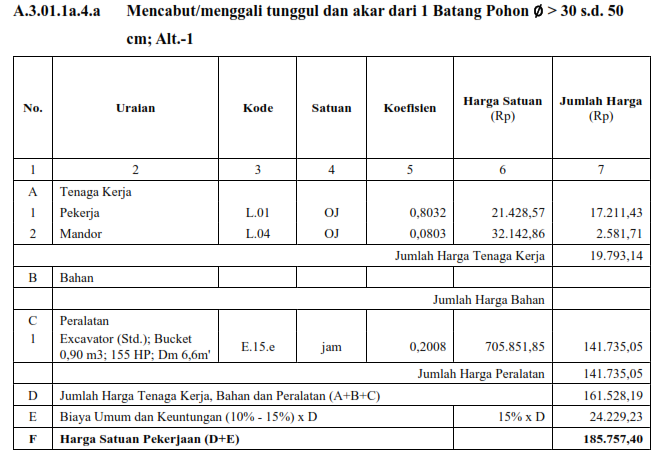 A.3.01.1a.4.a Mencabut/menggali tunggul dan akar dari 1 Batang Pohon Ø > 30 s.d. 50
cm; Alt.-1
No. Uraian Kode Satuan Koefisien Harga Satuan (Rp) Jumlah Harga (Rp)
1 2 3 4 5 6 7
A Tenaga Kerja
1 Pekerja L.01 OJ 0,8032 21.428,57 17.211,43
2 Mandor L.04 OJ 0,0803 32.142,86 2.581,71
Jumlah Harga Tenaga Kerja 19.793,14
B Bahan
Jumlah Harga Bahan
C Peralatan
1 Excavator (Std.); Bucket
0,90 m3; 155 HP; Dm 6,6m' E.15.e jam 0,2008 705.851,85 141.735,05
Jumlah Harga Peralatan 141.735,05
D Jumlah Harga Tenaga Kerja, Bahan dan Peralatan (A+B+C) 161.528,19
E Biaya Umum dan Keuntungan (10% - 15%) x D 15% x D 24.229,23
F Harga Satuan Pekerjaan (D+E) 185.757,40